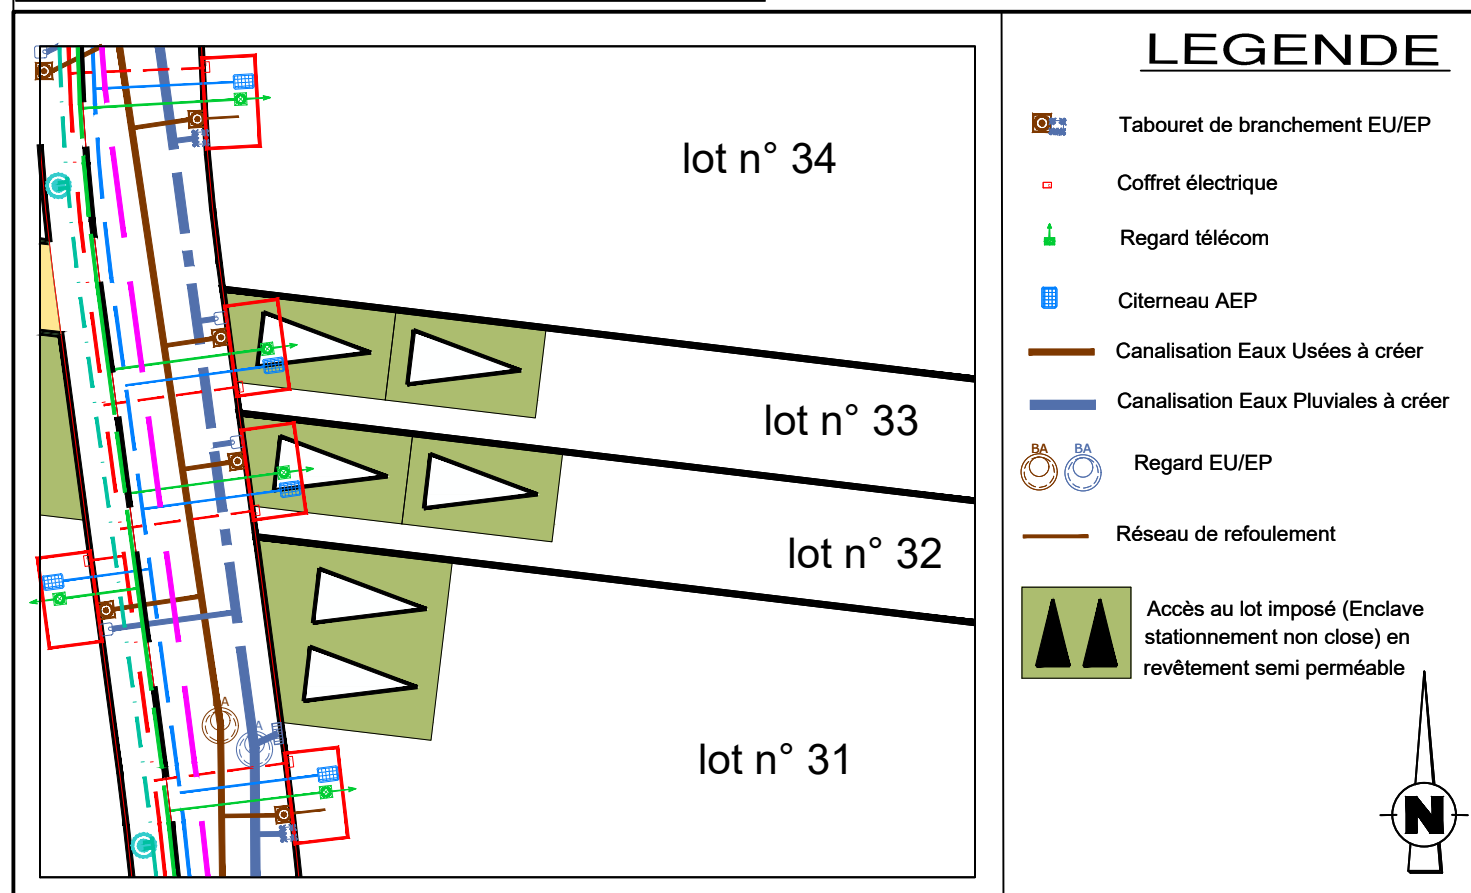 LEGENDE
Tabouret de branchement EU/EP
Coffret électrique
Regard télécom
Citerneau AEP
Canalisation Eaux Usées à créer
Canalisation Eaux Pluviales à créer
BA BA
Regard EU/EP
Réseau de refoulement
Accès au lot imposé (Enclave
stationnement non close) en
revêtement semi perméable
N
lot n° 34
lot n° 33
lot n° 32
lot n° 31
A
A